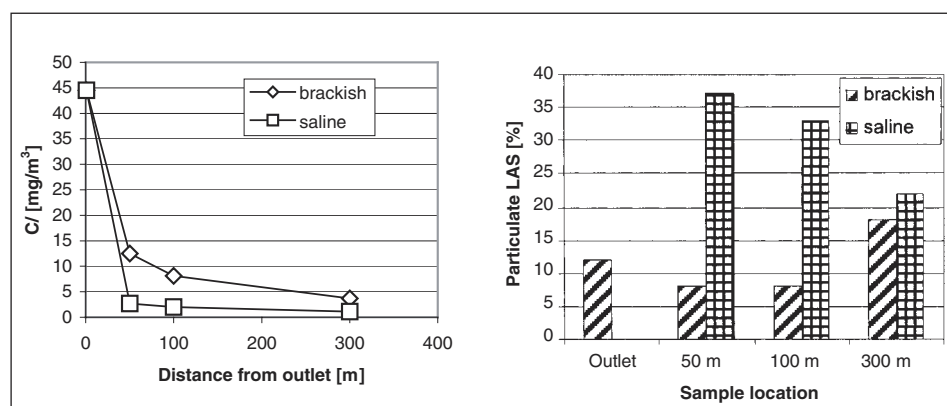 C/ [mg/m³]
50
45
40
35
30
25
20
15
10
5
0
brackish
saline
0 100 200 300 400
Distance from outlet [m]
Particulate LAS [%]
40
35
30
25
20
15
10
5
0
brackish
saline
Outlet 50 m 100 m 300 m
Sample location